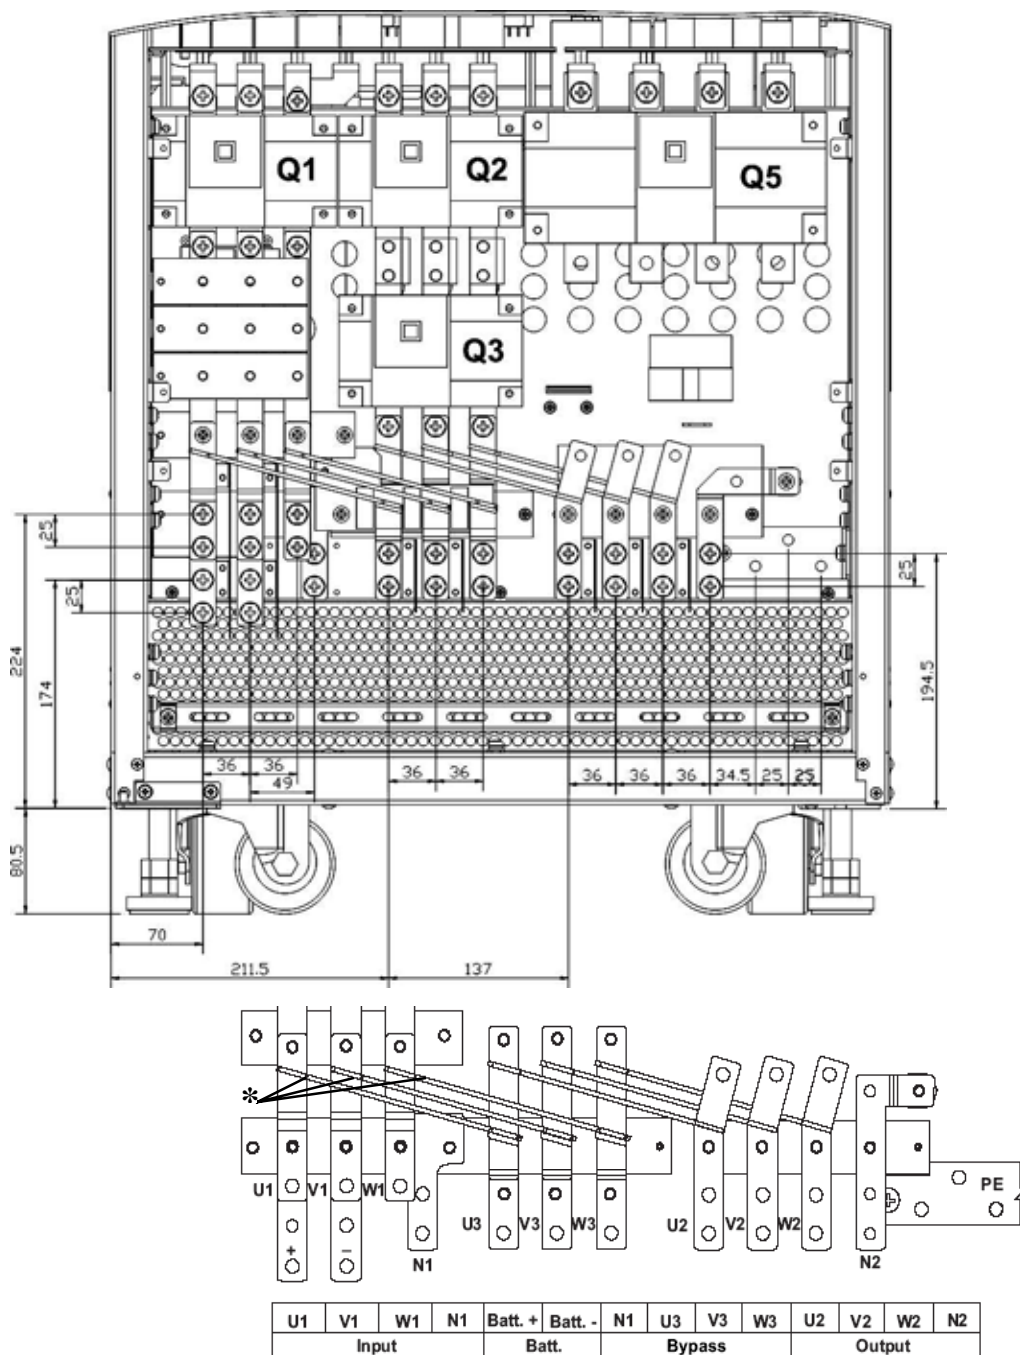 Q1
Q2
Q5
Q3
25
25
224
174
80.5
25
194.5
36
36
49
36
36
36
36
36
34.5
25
25
70
211.5
137
*
U1
V1
W1
N1
+
−
U3
V3
W3
U2
V2
W2
N2
PE
U1 V1 W1 N1 Batt. + Batt. - N1 U3 V3 W3 U2 V2 W2 N2
Input Batt. Bypass Output